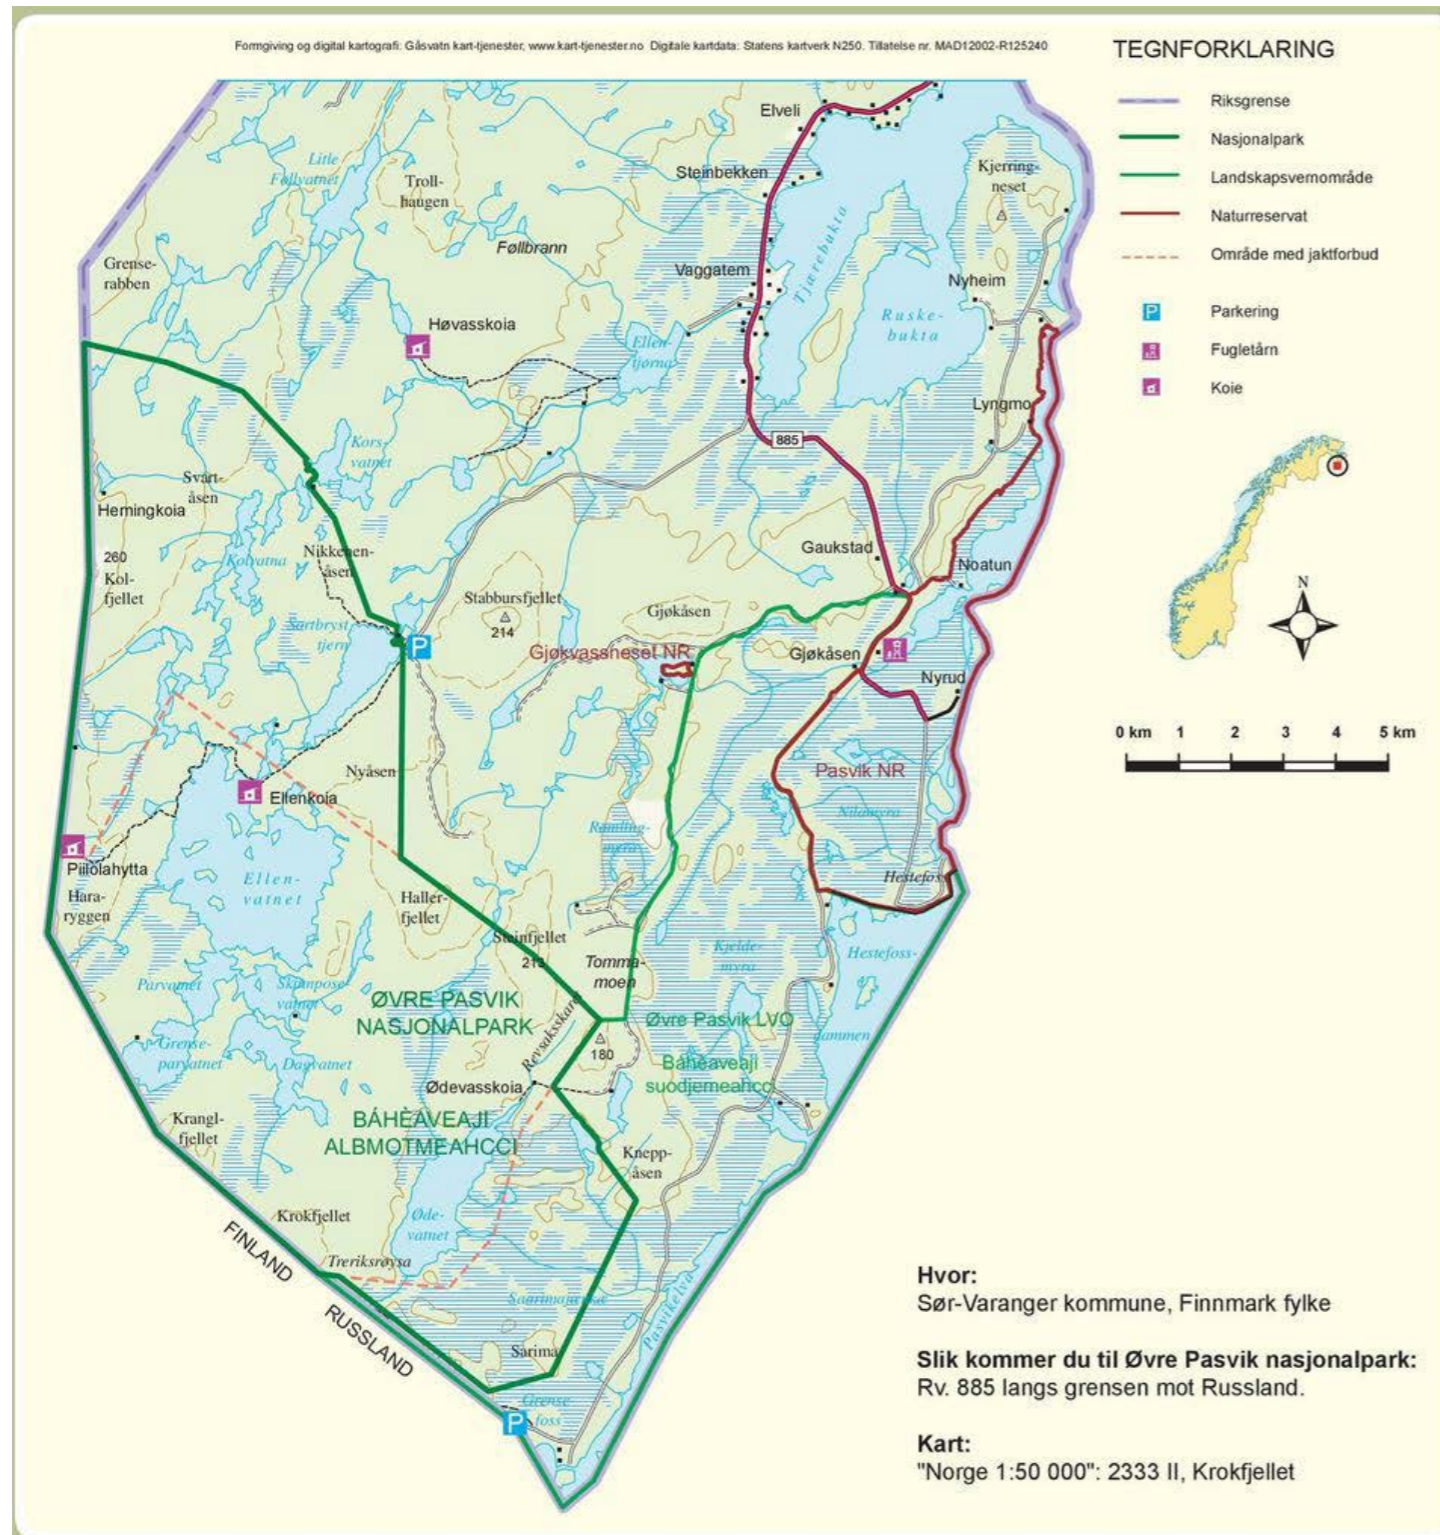 Formgiving og digital kartografi: Gåsvatn kart-tjenester, www.kart-tjenester.no Digitale kartdata: Statens kartverk N250. Tillatelse nr. MAD12002-R125240
TEGNFORKLARING
Riksgrense
Nasjonalpark
Landskapsvernområde
Naturreservat
Område med jaktforbud
P
Parkering
Fugletårn
Koie
N
0 km 1 2 3 4 5 km
Elveli
Litle
Føllvatnet
Troll-
haugen
Steinbekken
Kjerring-
neset
Føllbrann
Grense-
rabben
Vaggatem
Tjærebukta
Nyheim
Høvasskoia
Ruske-
bukta
Ellen-
tjørna
Lyngmo
Kors-
vatnet
885
Svart-
åsen
Hemingkoia
260
Kol-
fjellet
Kolvatna
Nikkenen-
åsen
Gaukstad
Noatun
Stabbursfjellet
214
Gjøkåsen
Sortbryst
tjern
P
Gjøkvassneset NR
Gjøkåsen
Nyrud
Nyåsen
Pasvik NR
Ellenkoia
Nilamyra
Piilolahytta
Ellen-
vatnet
Hestefoss
Hara-
ryggen
Haller-
fjellet
Steinfjellet
213
Tomma-
moen
Kjelde-
myra
Hestefoss-
dammen
Parvatnet
ØVRE PASVIK
NASJONALPARK
Revsaksskaret
Øvre Pasvik LVO
180
Grense-
parvatnet
Dagvatnet
Báhèaveaji
suodjemeahcci
Ødevasskoia
Krangl-
fjellet
BÁHÈAVEAJI
ALBMOTMEAHCCI
Knepp-
åsen
Krokfjellet
Øde-
vatnet
FINLAND
Treriksrøysa
RUSSLAND
Pasvikelva
Sarima
Grense-
foss
P
Hvor:
Sør-Varanger kommune, Finnmark fylke
Slik kommer du til Øvre Pasvik nasjonalpark:
Rv. 885 langs grensen mot Russland.
Kart:
"Norge 1:50 000": 2333 II, Krokfjellet